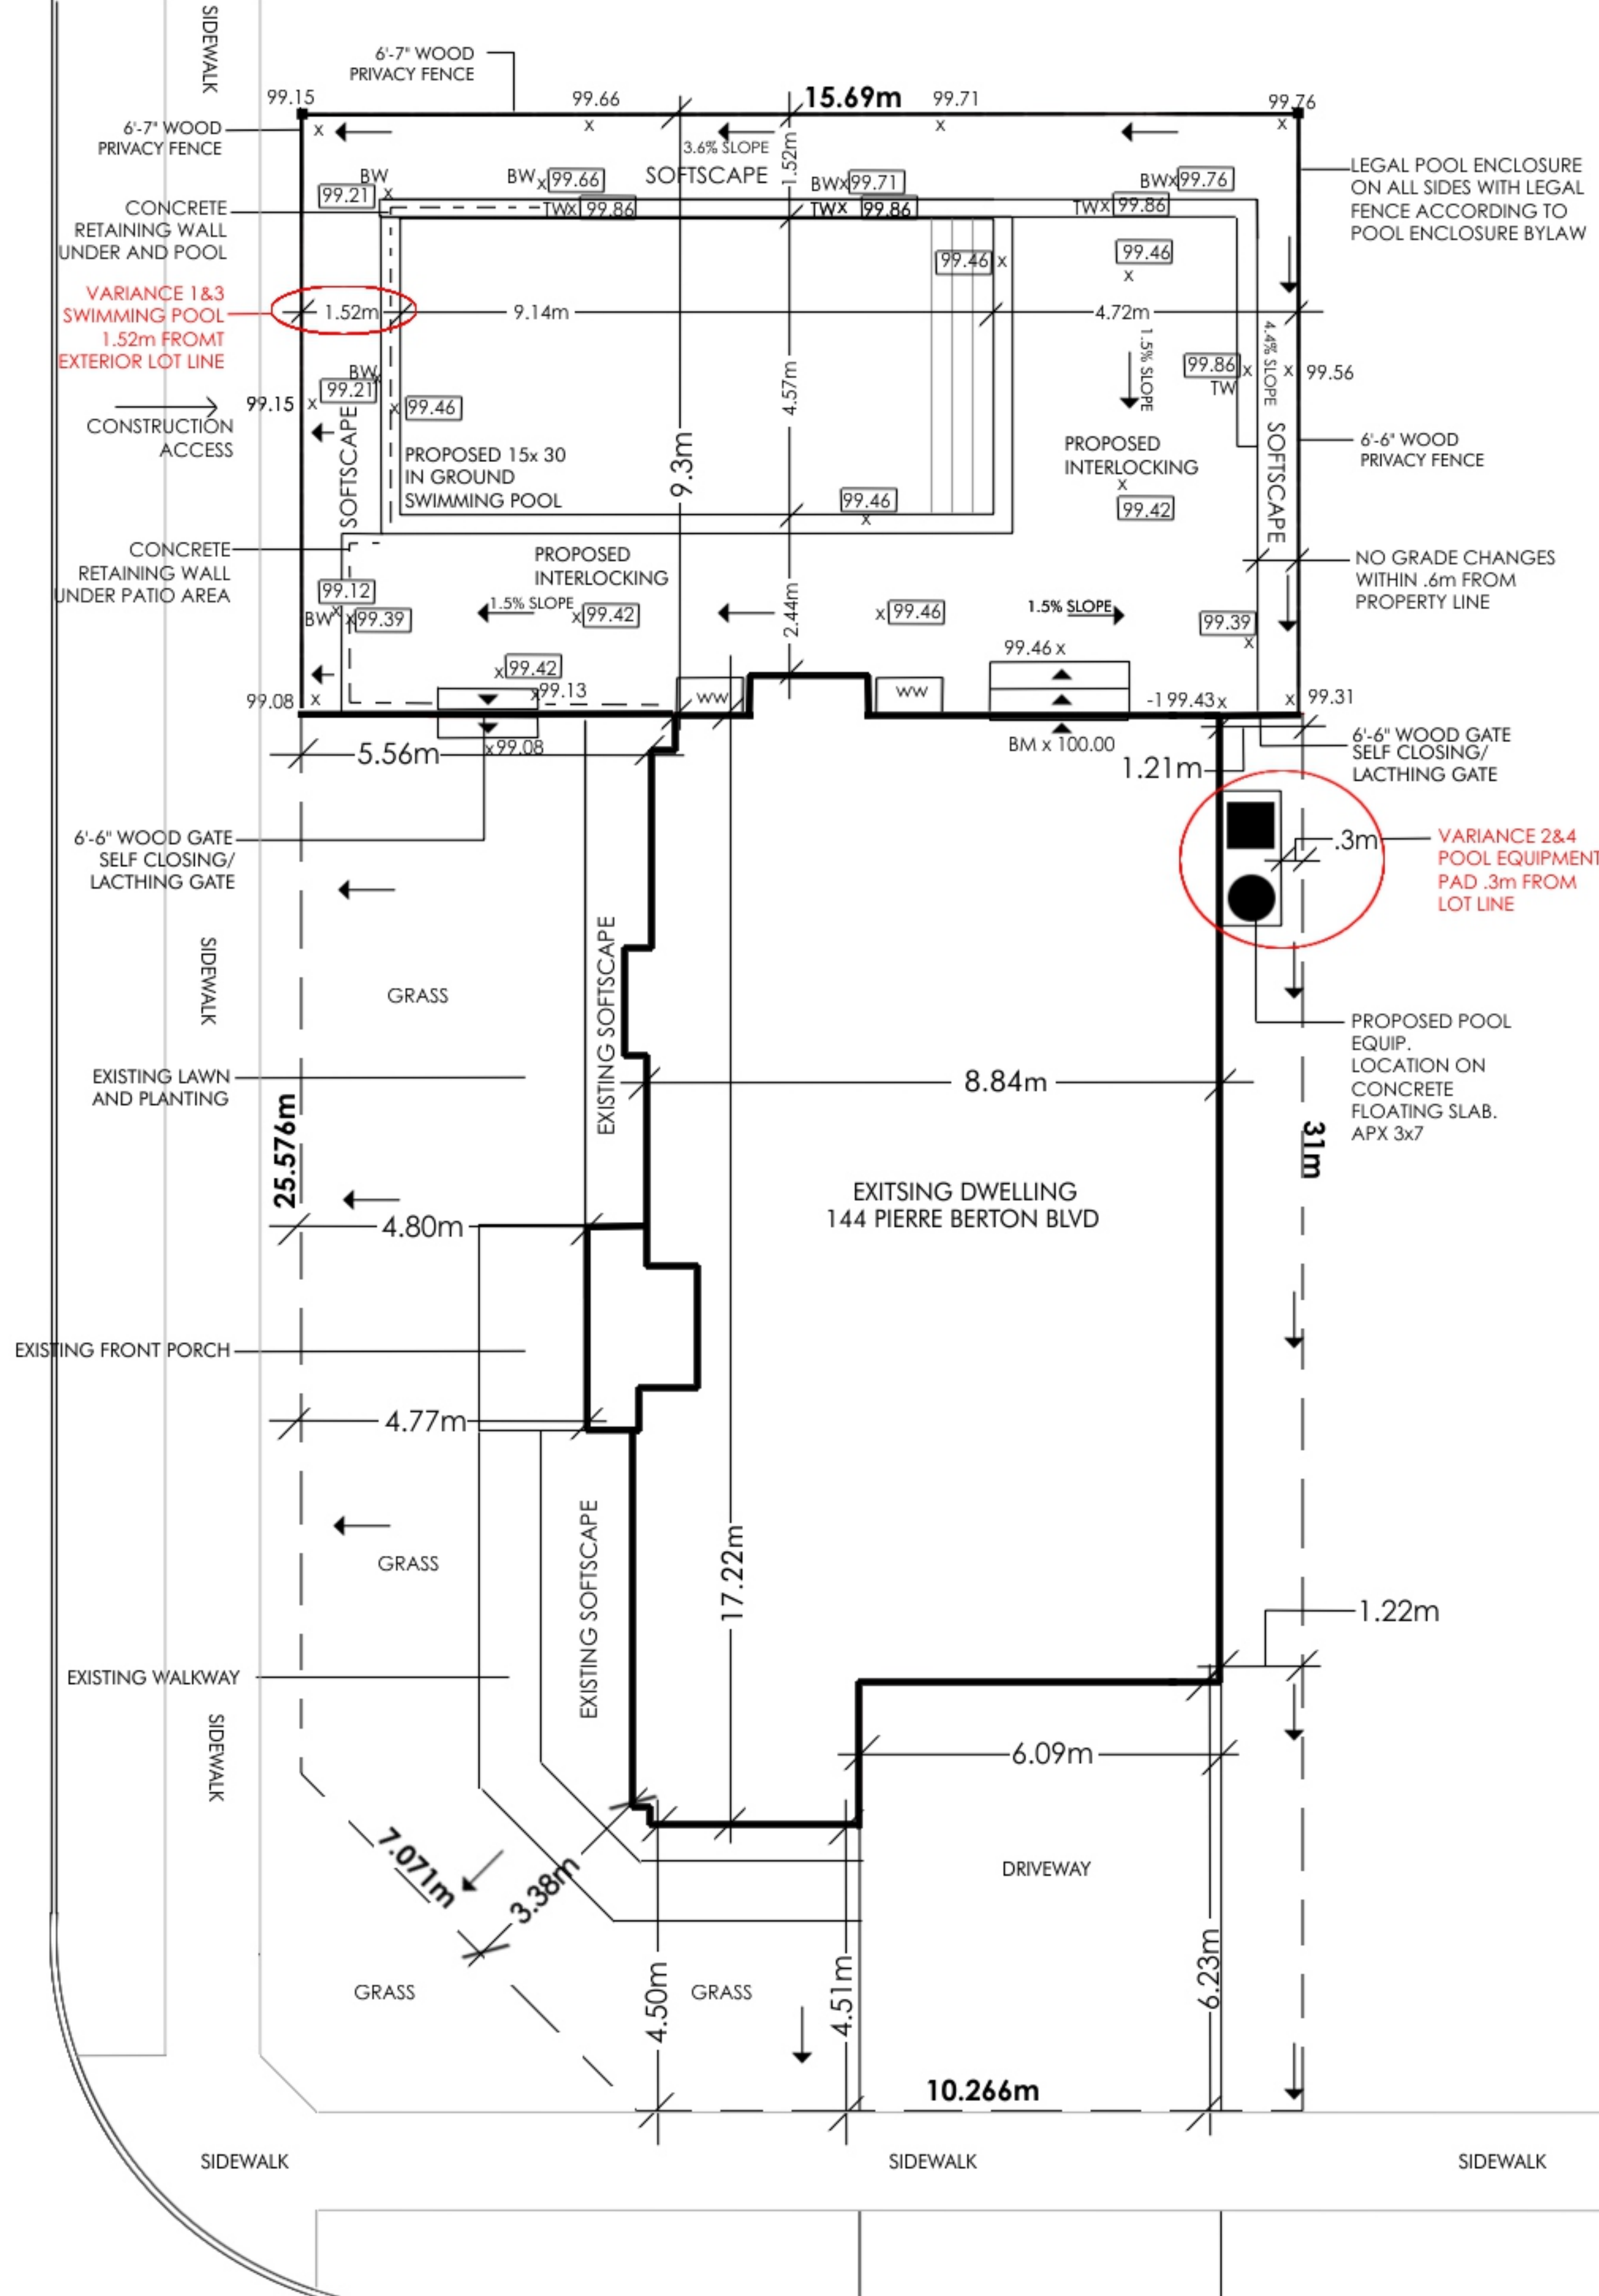 SIDEWALK
6'-7" WOOD
PRIVACY FENCE
99.15
99.66
15.69m
99.71
99.76
6'-7" WOOD
PRIVACY FENCE
x
x
x
x
3.6% SLOPE
SOFTSCAPE
1.52m
LEGAL POOL ENCLOSURE
ON ALL SIDES WITH LEGAL
FENCE ACCORDING TO
POOL ENCLOSURE BYLAW
BW
99.21 x
BW x 99.66
BWx 99.71
BWx 99.76
TWx 99.86
TWx 99.86
TWx 99.86
CONCRETE
RETAINING WALL
UNDER AND POOL
99.46 x
99.46
x
VARIANCE 1&3
SWIMMING POOL
1.52m FROMT
EXTERIOR LOT LINE
1.52m
9.14m
4.72m
1.5% SLOPE
4.4% SLOPE
99.86 x
TW
x 99.56
BW
99.21 x
99.15 x
x 99.46
4.57m
9.3m
CONSTRUCTION
ACCESS
SOFTSCAPE
PROPOSED 15x 30
IN GROUND
SWIMMING POOL
PROPOSED
INTERLOCKING
x
99.42
99.46
x
SOFTSCAPE
6'-6" WOOD
PRIVACY FENCE
CONCRETE
RETAINING WALL
UNDER PATIO AREA
PROPOSED
INTERLOCKING
NO GRADE CHANGES
WITHIN .6m FROM
PROPERTY LINE
99.12
x
BW x 99.39
1.5% SLOPE
x 99.42
2.44m
x 99.46
1.5% SLOPE
99.39
x
x 99.42
x99.13
99.46 x
99.08 x
WW
WW
-1 99.43x
x 99.31
x99.08
BM x 100.00
5.56m
1.21m
6'-6" WOOD GATE
SELF CLOSING/
LACTHING GATE
6'-6" WOOD GATE
SELF CLOSING/
LACTHING GATE
.3m
VARIANCE 2&4
POOL EQUIPMENT
PAD .3m FROM
LOT LINE
SIDEWALK
GRASS
EXISTING SOFTSCAPE
PROPOSED POOL
EQUIP.
LOCATION ON
CONCRETE
FLOATING SLAB.
APX 3x7
EXISTING LAWN
AND PLANTING
8.84m
25.576m
31m
EXITSING DWELLING
144 PIERRE BERTON BLVD
4.80m
EXISTING FRONT PORCH
4.77m
GRASS
EXISTING SOFTSCAPE
17.22m
1.22m
EXISTING WALKWAY
SIDEWALK
6.09m
7.071m
3.38m
DRIVEWAY
GRASS
4.50m
GRASS
4.51m
6.23m
10.266m
SIDEWALK
SIDEWALK
SIDEWALK